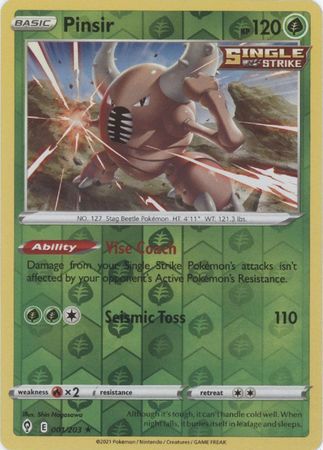 BASIC
Pinsir
HP 120
SINGLE
STRIKE
NO. 127 Stag Beetle Pokémon HT: 4'11" WT: 121.3 lbs.
Ability Vise Coach
Damage from your Single Strike Pokémon's attacks isn't
affected by your opponent's Active Pokémon's Resistance.
Seismic Toss 110
weakness ×2 resistance retreat
Illus. Shin Nagasawa
E 001/203 ★
Although it's tough, it can't handle cold well. When
night falls, it buries itself in leafage and sleeps.
©2021 Pokémon / Nintendo / Creatures / GAME FREAK